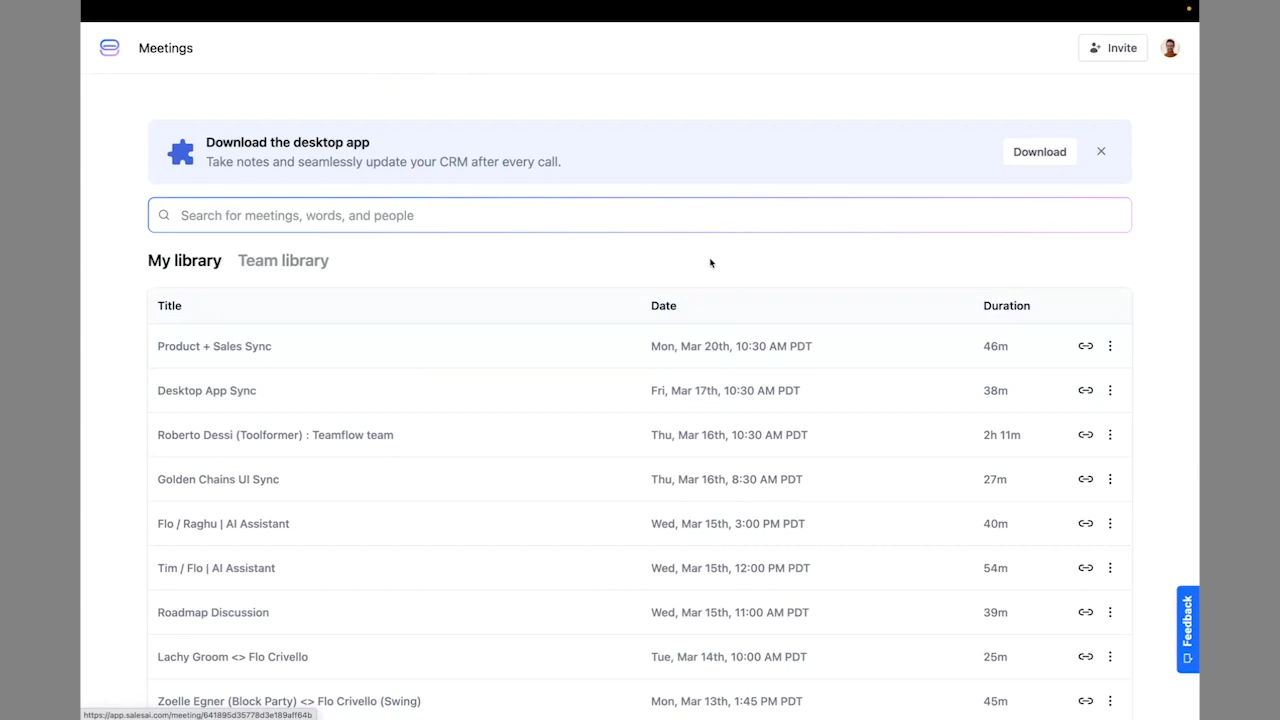 Meetings
Invite
Download the desktop app
Take notes and seamlessly update your CRM after every call.
Download
Search for meetings, words, and people
My library Team library
Title Date Duration
Product + Sales Sync Mon, Mar 20th, 10:30 AM PDT 46m
Desktop App Sync Fri, Mar 17th, 10:30 AM PDT 38m
Roberto Dessi (Toolformer) : Teamflow team Thu, Mar 16th, 10:30 AM PDT 2h 11m
Golden Chains UI Sync Thu, Mar 16th, 8:30 AM PDT 27m
Flo / Raghu | AI Assistant Wed, Mar 15th, 3:00 PM PDT 40m
Tim / Flo | AI Assistant Wed, Mar 15th, 12:00 PM PDT 54m
Roadmap Discussion Wed, Mar 15th, 11:00 AM PDT 39m
Lachy Groom <> Flo Crivello Tue, Mar 14th, 10:00 AM PDT 25m
Zoelle Egner (Block Party) <> Flo Crivello (Swing) Mon, Mar 13th, 1:45 PM PDT 45m
Feedback
https://app.salesai.com/meeting/641895d35778d3e189aff64b